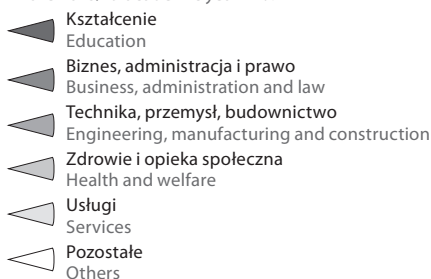 Kształcenie
Education
Biznes, administracja i prawo
Business, administration and law
Technika, przemysł, budownictwo
Engineering, manufacturing and construction
Zdrowie i opieka społeczna
Health and welfare
Usługi
Services
Pozostałe
Others